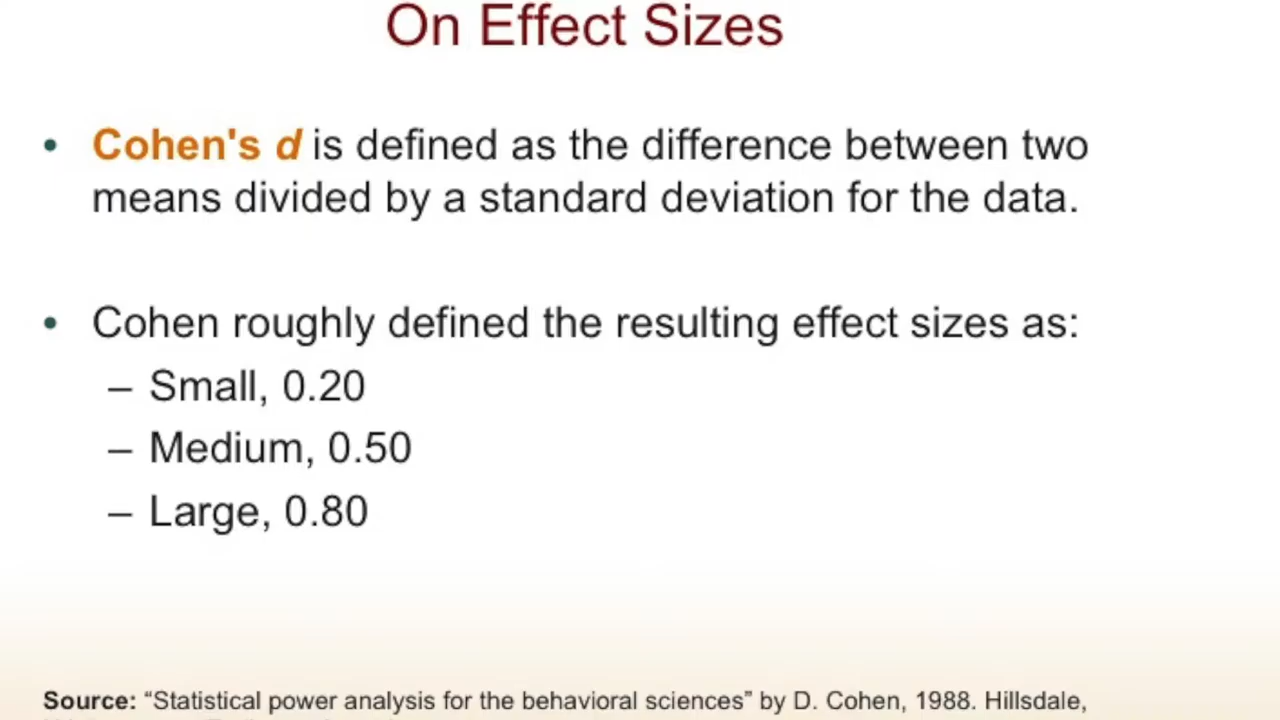 On Effect Sizes
• Cohen's d is defined as the difference between two
means divided by a standard deviation for the data.
• Cohen roughly defined the resulting effect sizes as:
– Small, 0.20
– Medium, 0.50
– Large, 0.80
Source: “Statistical power analysis for the behavioral sciences” by D. Cohen, 1988. Hillsdale,